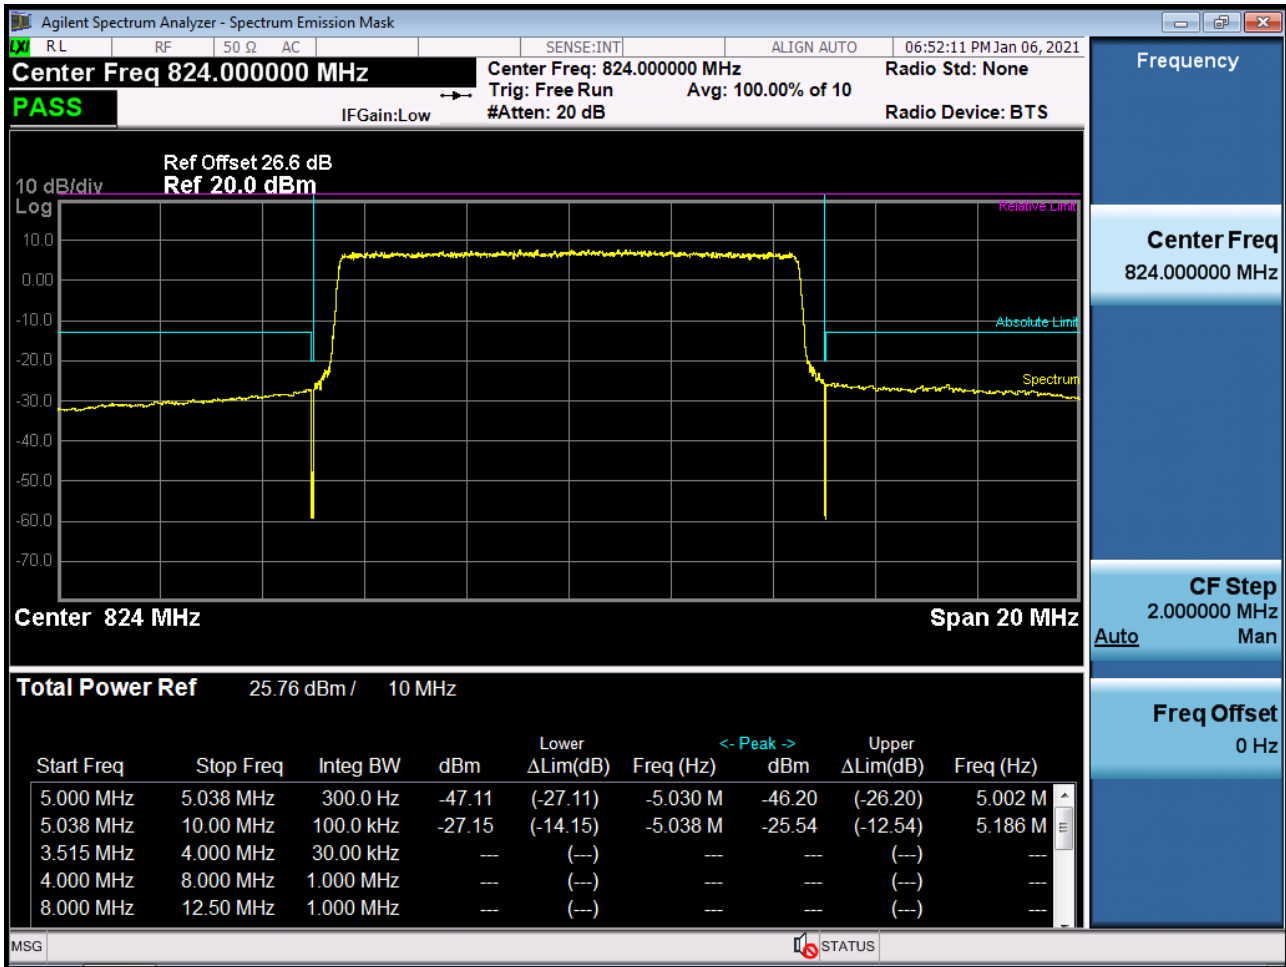 Agilent Spectrum Analyzer - Spectrum Emission Mask
LXI RL RF 50 Ω AC SENSE:INT ALIGN AUTO 06:52:11 PM Jan 06, 2021
Center Freq 824.000000 MHz Center Freq: 824.000000 MHz Radio Std: None
Trig: Free Run Avg: 100.00% of 10
PASS IFGain:Low #Atten: 20 dB Radio Device: BTS
Ref Offset 26.6 dB
10 dB/div Ref 20.0 dBm
Log
Relative Limit
10.0
0.00
-10.0
Absolute Limit
-20.0
Spectrum
-30.0
-40.0
-50.0
-60.0
-70.0
Center 824 MHz Span 20 MHz
Total Power Ref 25.76 dBm / 10 MHz
Lower <- Peak -> Upper
Start Freq Stop Freq Integ BW dBm ΔLim(dB) Freq (Hz) dBm ΔLim(dB) Freq (Hz)
5.000 MHz 5.038 MHz 300.0 Hz -47.11 (-27.11) -5.030 M -46.20 (-26.20) 5.002 M
5.038 MHz 10.00 MHz 100.0 kHz -27.15 (-14.15) -5.038 M -25.54 (-12.54) 5.186 M
3.515 MHz 4.000 MHz 30.00 kHz --- (---) --- --- (---) ---
4.000 MHz 8.000 MHz 1.000 MHz --- (---) --- --- (---) ---
8.000 MHz 12.50 MHz 1.000 MHz --- (---) --- --- (---) ---
MSG STATUS
Frequency
Center Freq
824.000000 MHz
CF Step
2.000000 MHz
Auto Man
Freq Offset
0 Hz